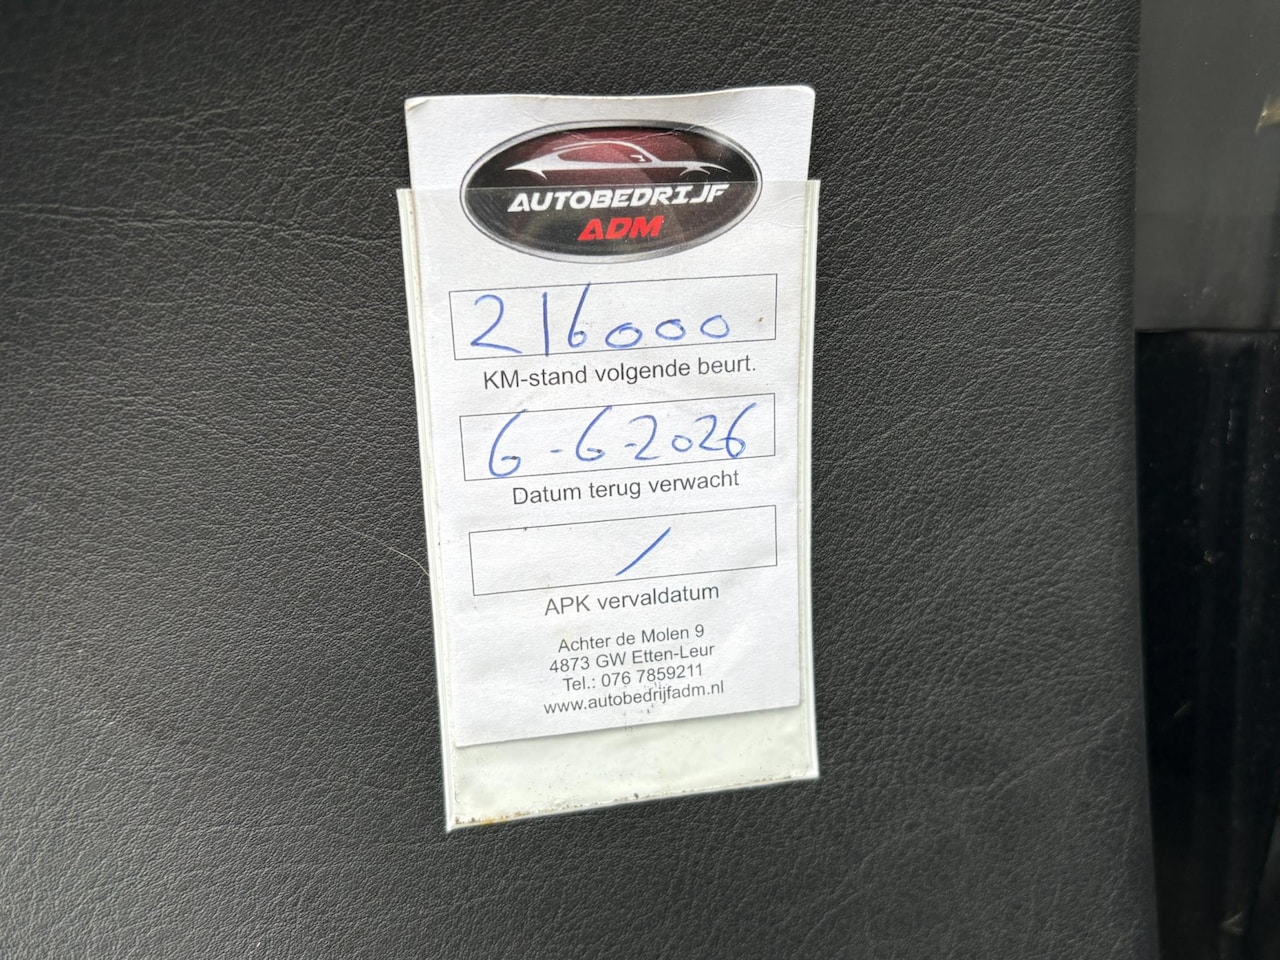 AUTOBEDRIJF
ADM
216000
KM-stand volgende beurt.
6-6-2026
Datum terug verwacht
/
APK vervaldatum
Achter de Molen 9
4873 GW Etten-Leur
Tel.: 076 7859211
www.autobedrijfadm.nl